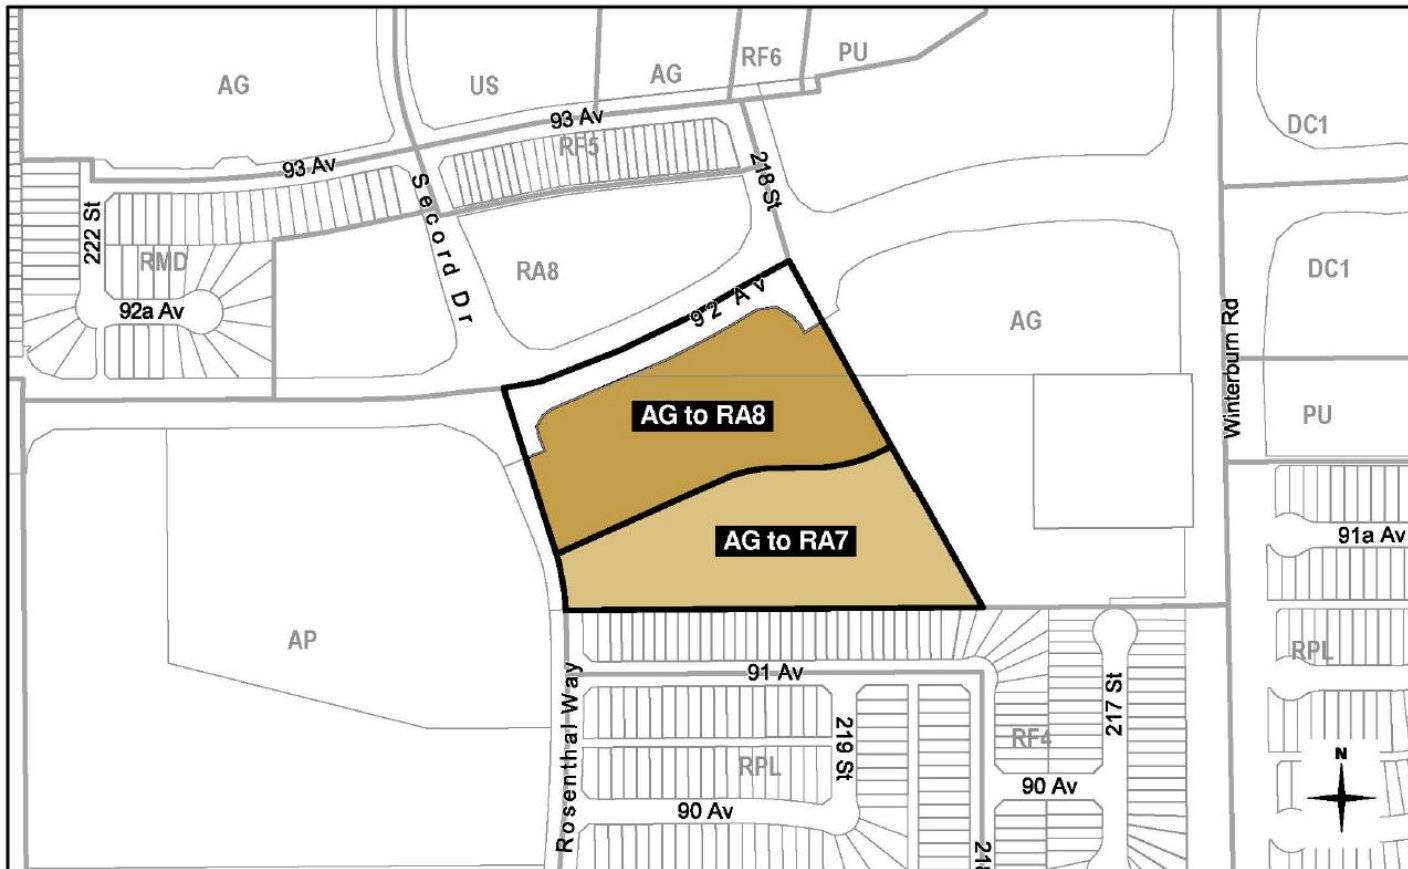 AG
US
AG
RF6
PU
DC1
93 Av
RF5
93 Av
218 St
Secord Dr
222 St
RMD
RA8
92 Av
DC1
92a Av
AG
Winterburn Rd
AG to RA8
PU
AG to RA7
91a Av
AP
RPL
91 Av
Rosenthal Way
217 St
219 St
RF4
RPL
N
90 Av
90 Av